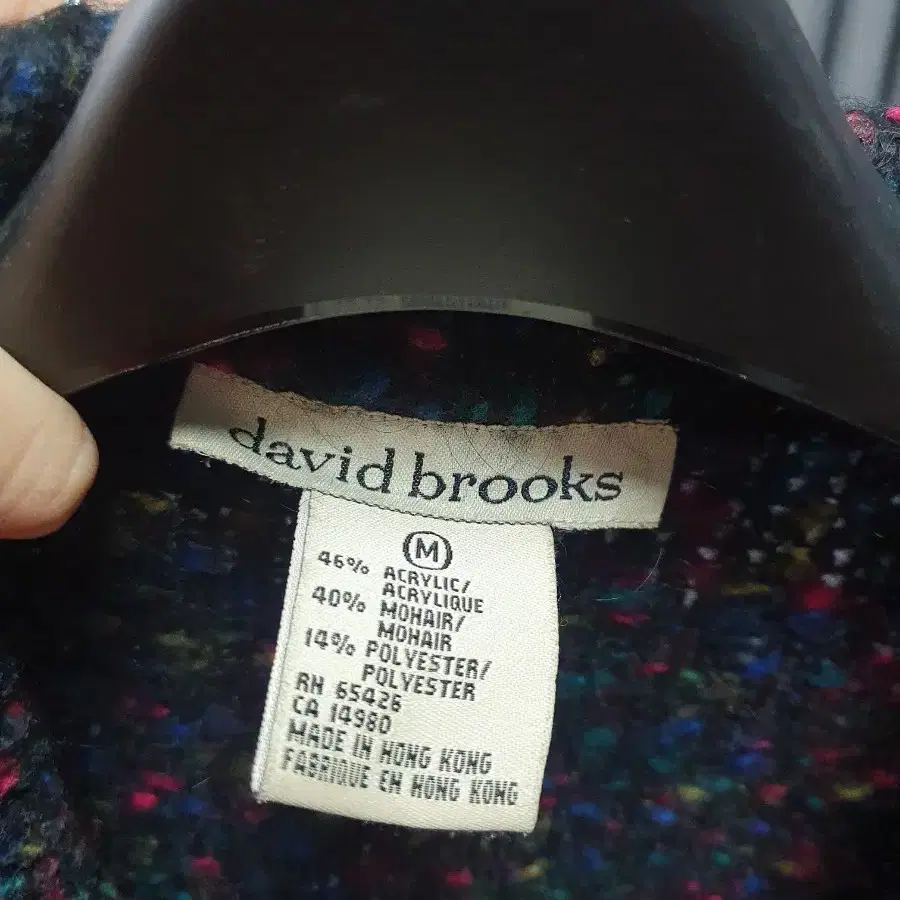 david brooks
M
46% ACRYLIC/
ACRYLIQUE
40% MOHAIR/
MOHAIR
14% POLYESTER/
POLYESTER
RN 65426
CA 14980
MADE IN HONG KONG
FABRIQUE EN HONG KONG